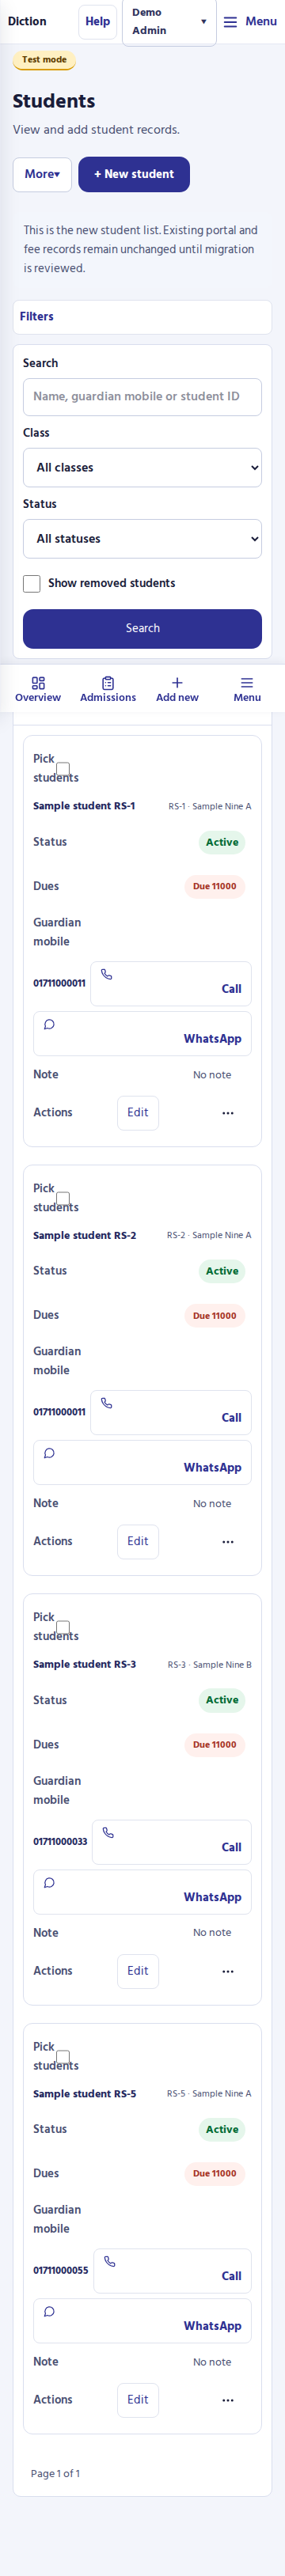 Diction
Help
Demo
Admin
Menu
Test mode
Students
View and add student records.
More
+ New student
This is the new student list. Existing portal and
fee records remain unchanged until migration
is reviewed.
Filters
Search
Name, guardian mobile or student ID
Class
All classes
Status
All statuses
Show removed students
Search
Overview
Admissions
Add new
Menu
Pick
students
Sample student RS-1 RS-1 · Sample Nine A
Status Active
Dues Due 11000
Guardian
mobile
01711000011 Call
WhatsApp
Note No note
Actions Edit ...
Pick
students
Sample student RS-2 RS-2 · Sample Nine A
Status Active
Dues Due 11000
Guardian
mobile
01711000011 Call
WhatsApp
Note No note
Actions Edit ...
Pick
students
Sample student RS-3 RS-3 · Sample Nine B
Status Active
Dues Due 11000
Guardian
mobile
01711000033 Call
WhatsApp
Note No note
Actions Edit ...
Pick
students
Sample student RS-5 RS-5 · Sample Nine A
Status Active
Dues Due 11000
Guardian
mobile
01711000055 Call
WhatsApp
Note No note
Actions Edit ...
Page 1 of 1